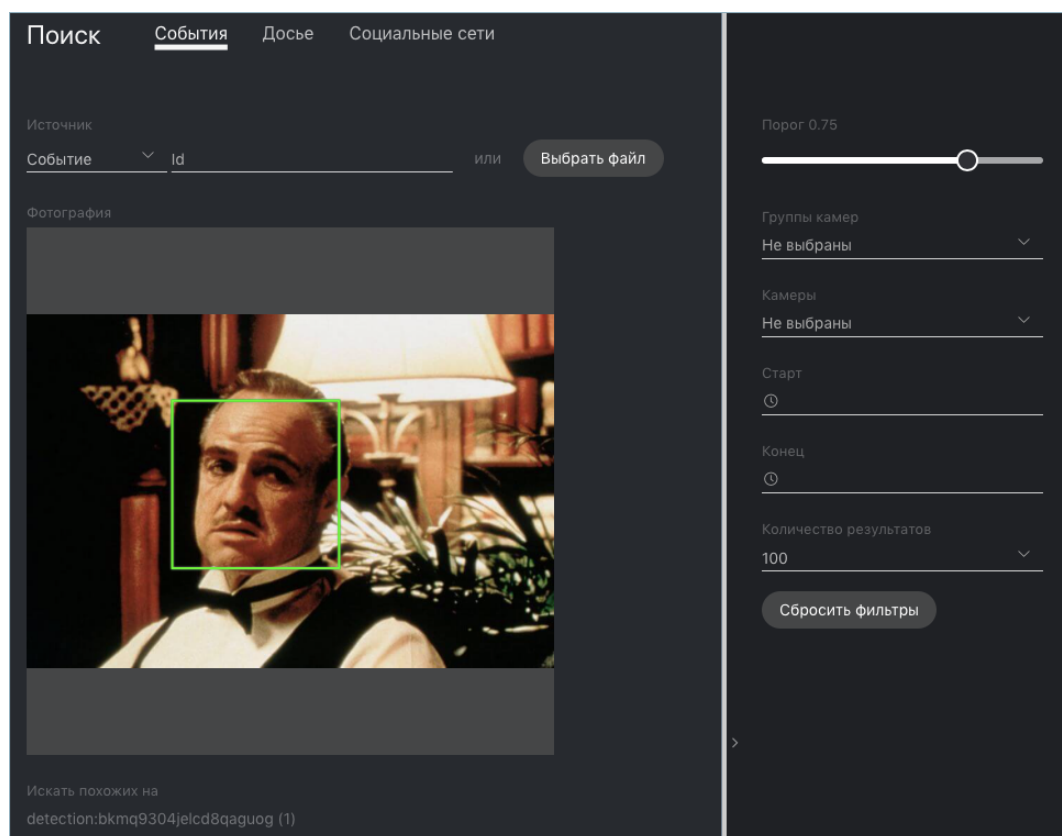 Поиск События Досье Социальные сети
Источник
Событие Id или Выбрать файл
Фотография
Искать похожих на
detection:bkmq9304jelcd8qaguog (1)
Порог 0.75
Группы камер
Не выбраны
Камеры
Не выбраны
Старт
Конец
Количество результатов
100
Сбросить фильтры